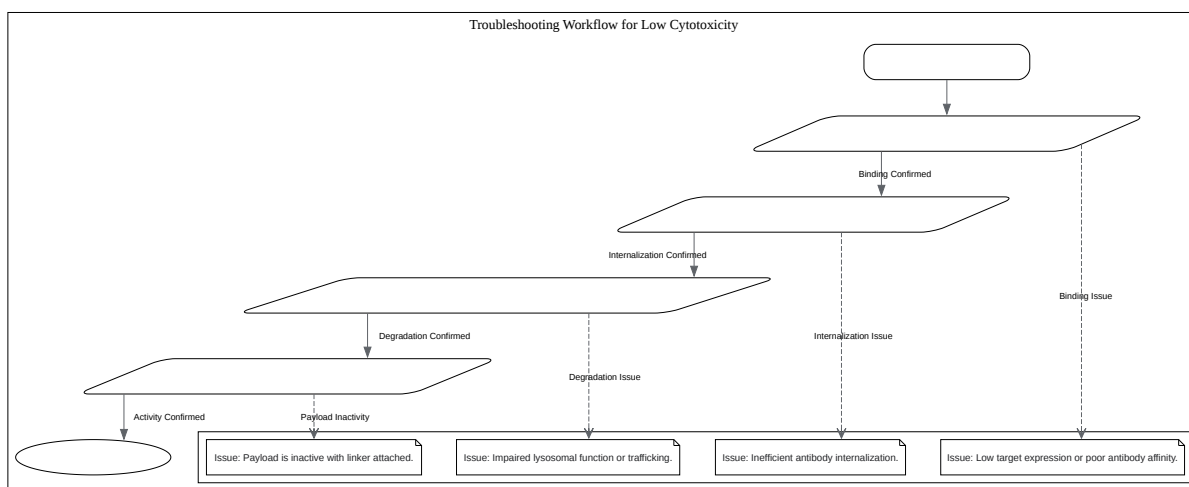 Troubleshooting Workflow for Low Cytotoxicity
Binding Confirmed
Internalization Confirmed
Binding Issue
Degradation Confirmed
Internalization Issue
Degradation Issue
Activity Confirmed
Payload Inactivity
Issue: Payload is inactive with linker attached.
Issue: Impaired lysosomal function or trafficking.
Issue: Inefficient antibody internalization.
Issue: Low target expression or poor antibody affinity.